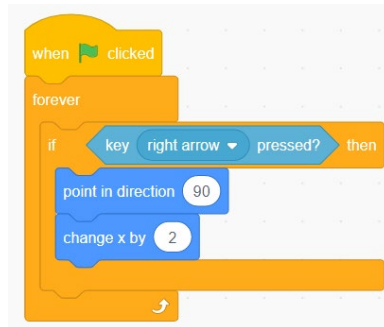 when clicked
forever
if key right arrow pressed? then
point in direction 90
change x by 2